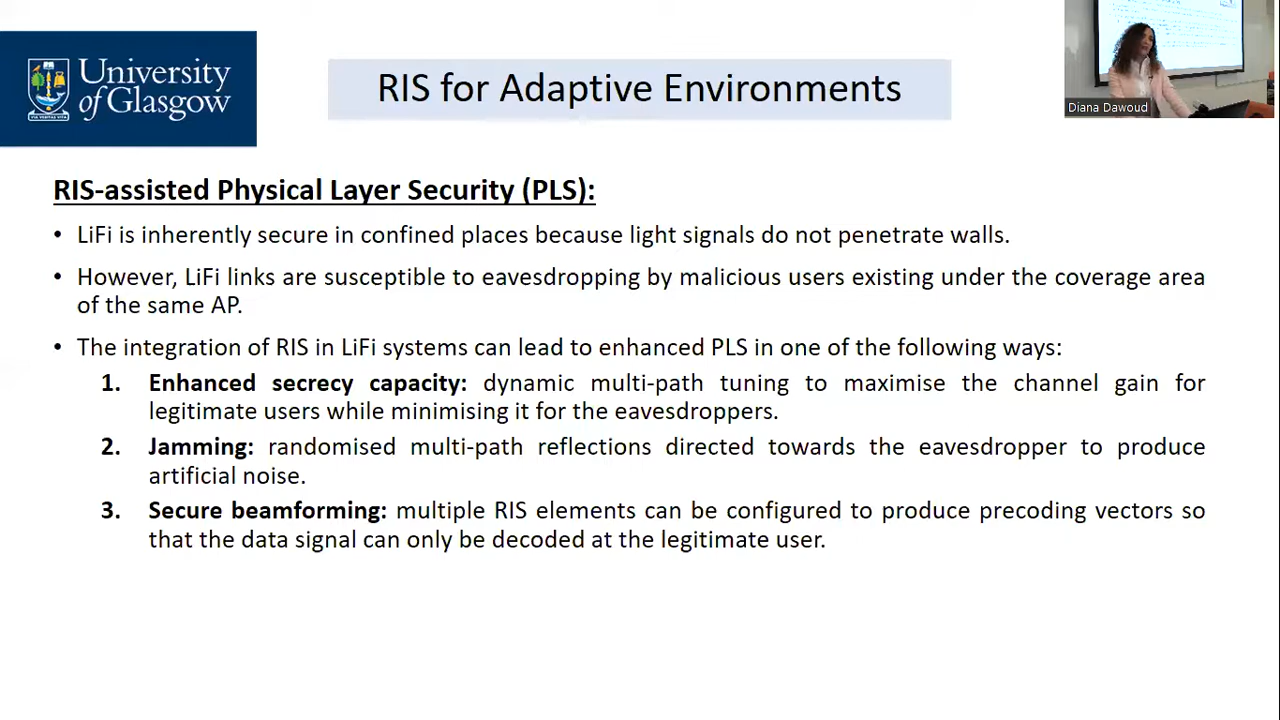 University
of Glasgow
RIS for Adaptive Environments
Diana Dawoud
RIS-assisted Physical Layer Security (PLS):
• LiFi is inherently secure in confined places because light signals do not penetrate walls.
• However, LiFi links are susceptible to eavesdropping by malicious users existing under the coverage area
of the same AP.
• The integration of RIS in LiFi systems can lead to enhanced PLS in one of the following ways:
1. Enhanced secrecy capacity: dynamic multi-path tuning to maximise the channel gain for
legitimate users while minimising it for the eavesdroppers.
2. Jamming: randomised multi-path reflections directed towards the eavesdropper to produce
artificial noise.
3. Secure beamforming: multiple RIS elements can be configured to produce precoding vectors so
that the data signal can only be decoded at the legitimate user.